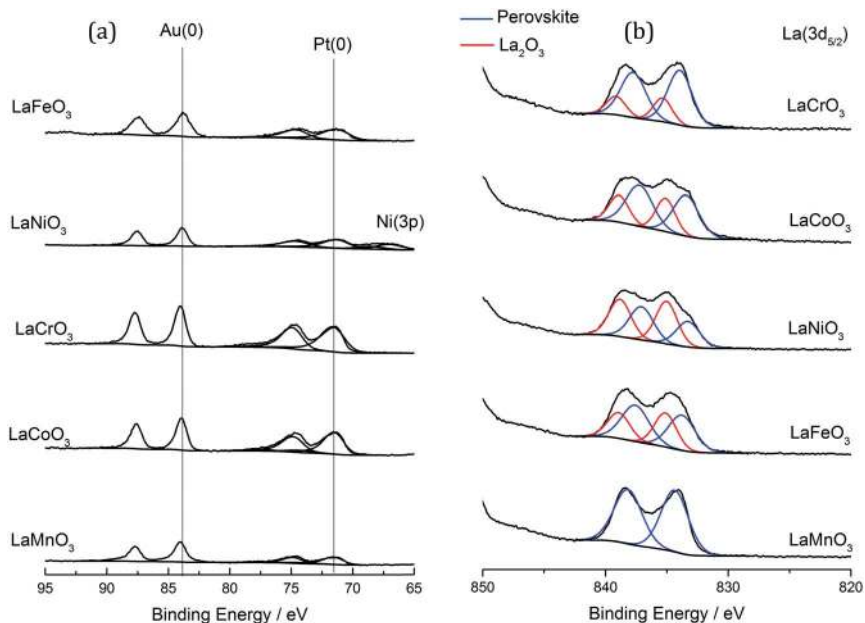 (a)
Au(0)
Pt(0)
LaFeO₃
LaNiO₃
Ni(3p)
LaCrO₃
LaCoO₃
LaMnO₃
95 90 85 80 75 70 65
Binding Energy / eV
Perovskite
La₂O₃
(b)
La(3d₅/₂)
LaCrO₃
LaCoO₃
LaNiO₃
LaFeO₃
LaMnO₃
850 840 830 820
Binding Energy / eV